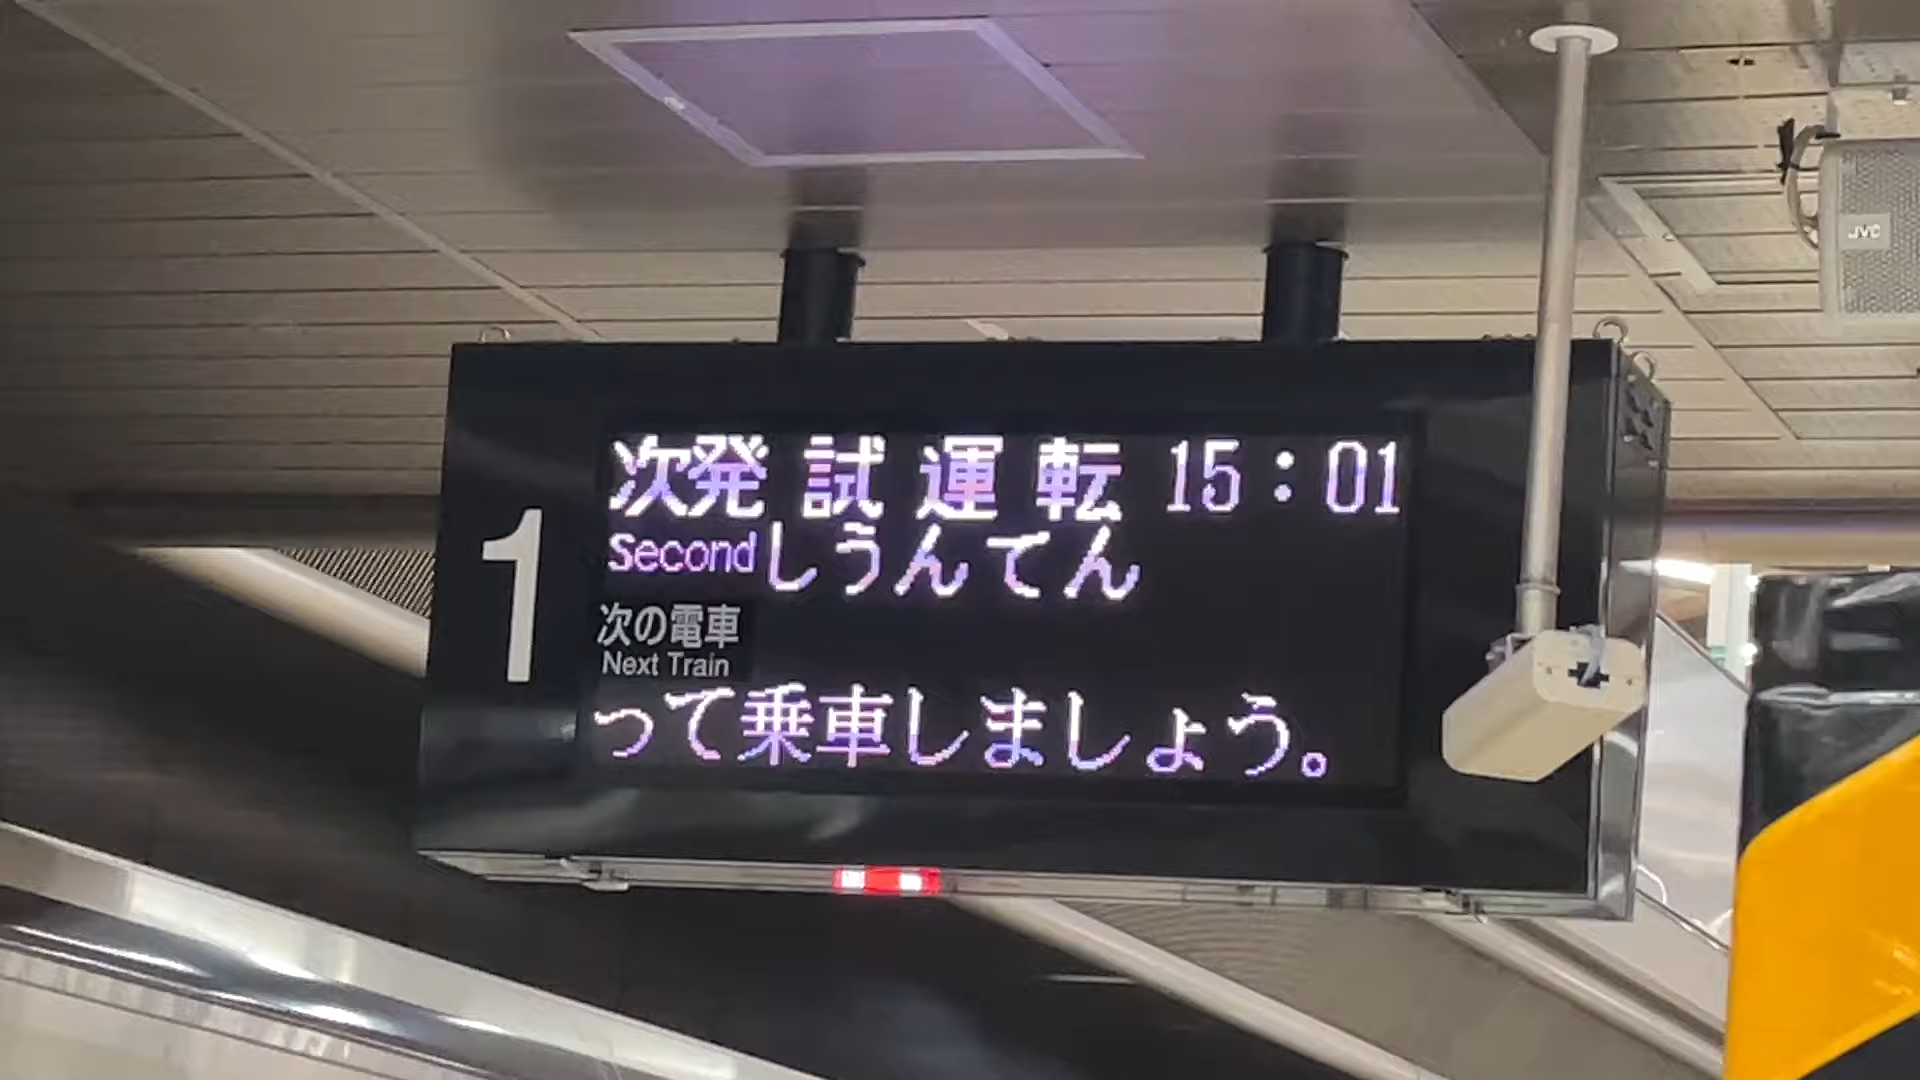 1
次発 試 運 転 15:01
Second しうんてん
次の電車
Next Train
って乗車しましょう。
JVC